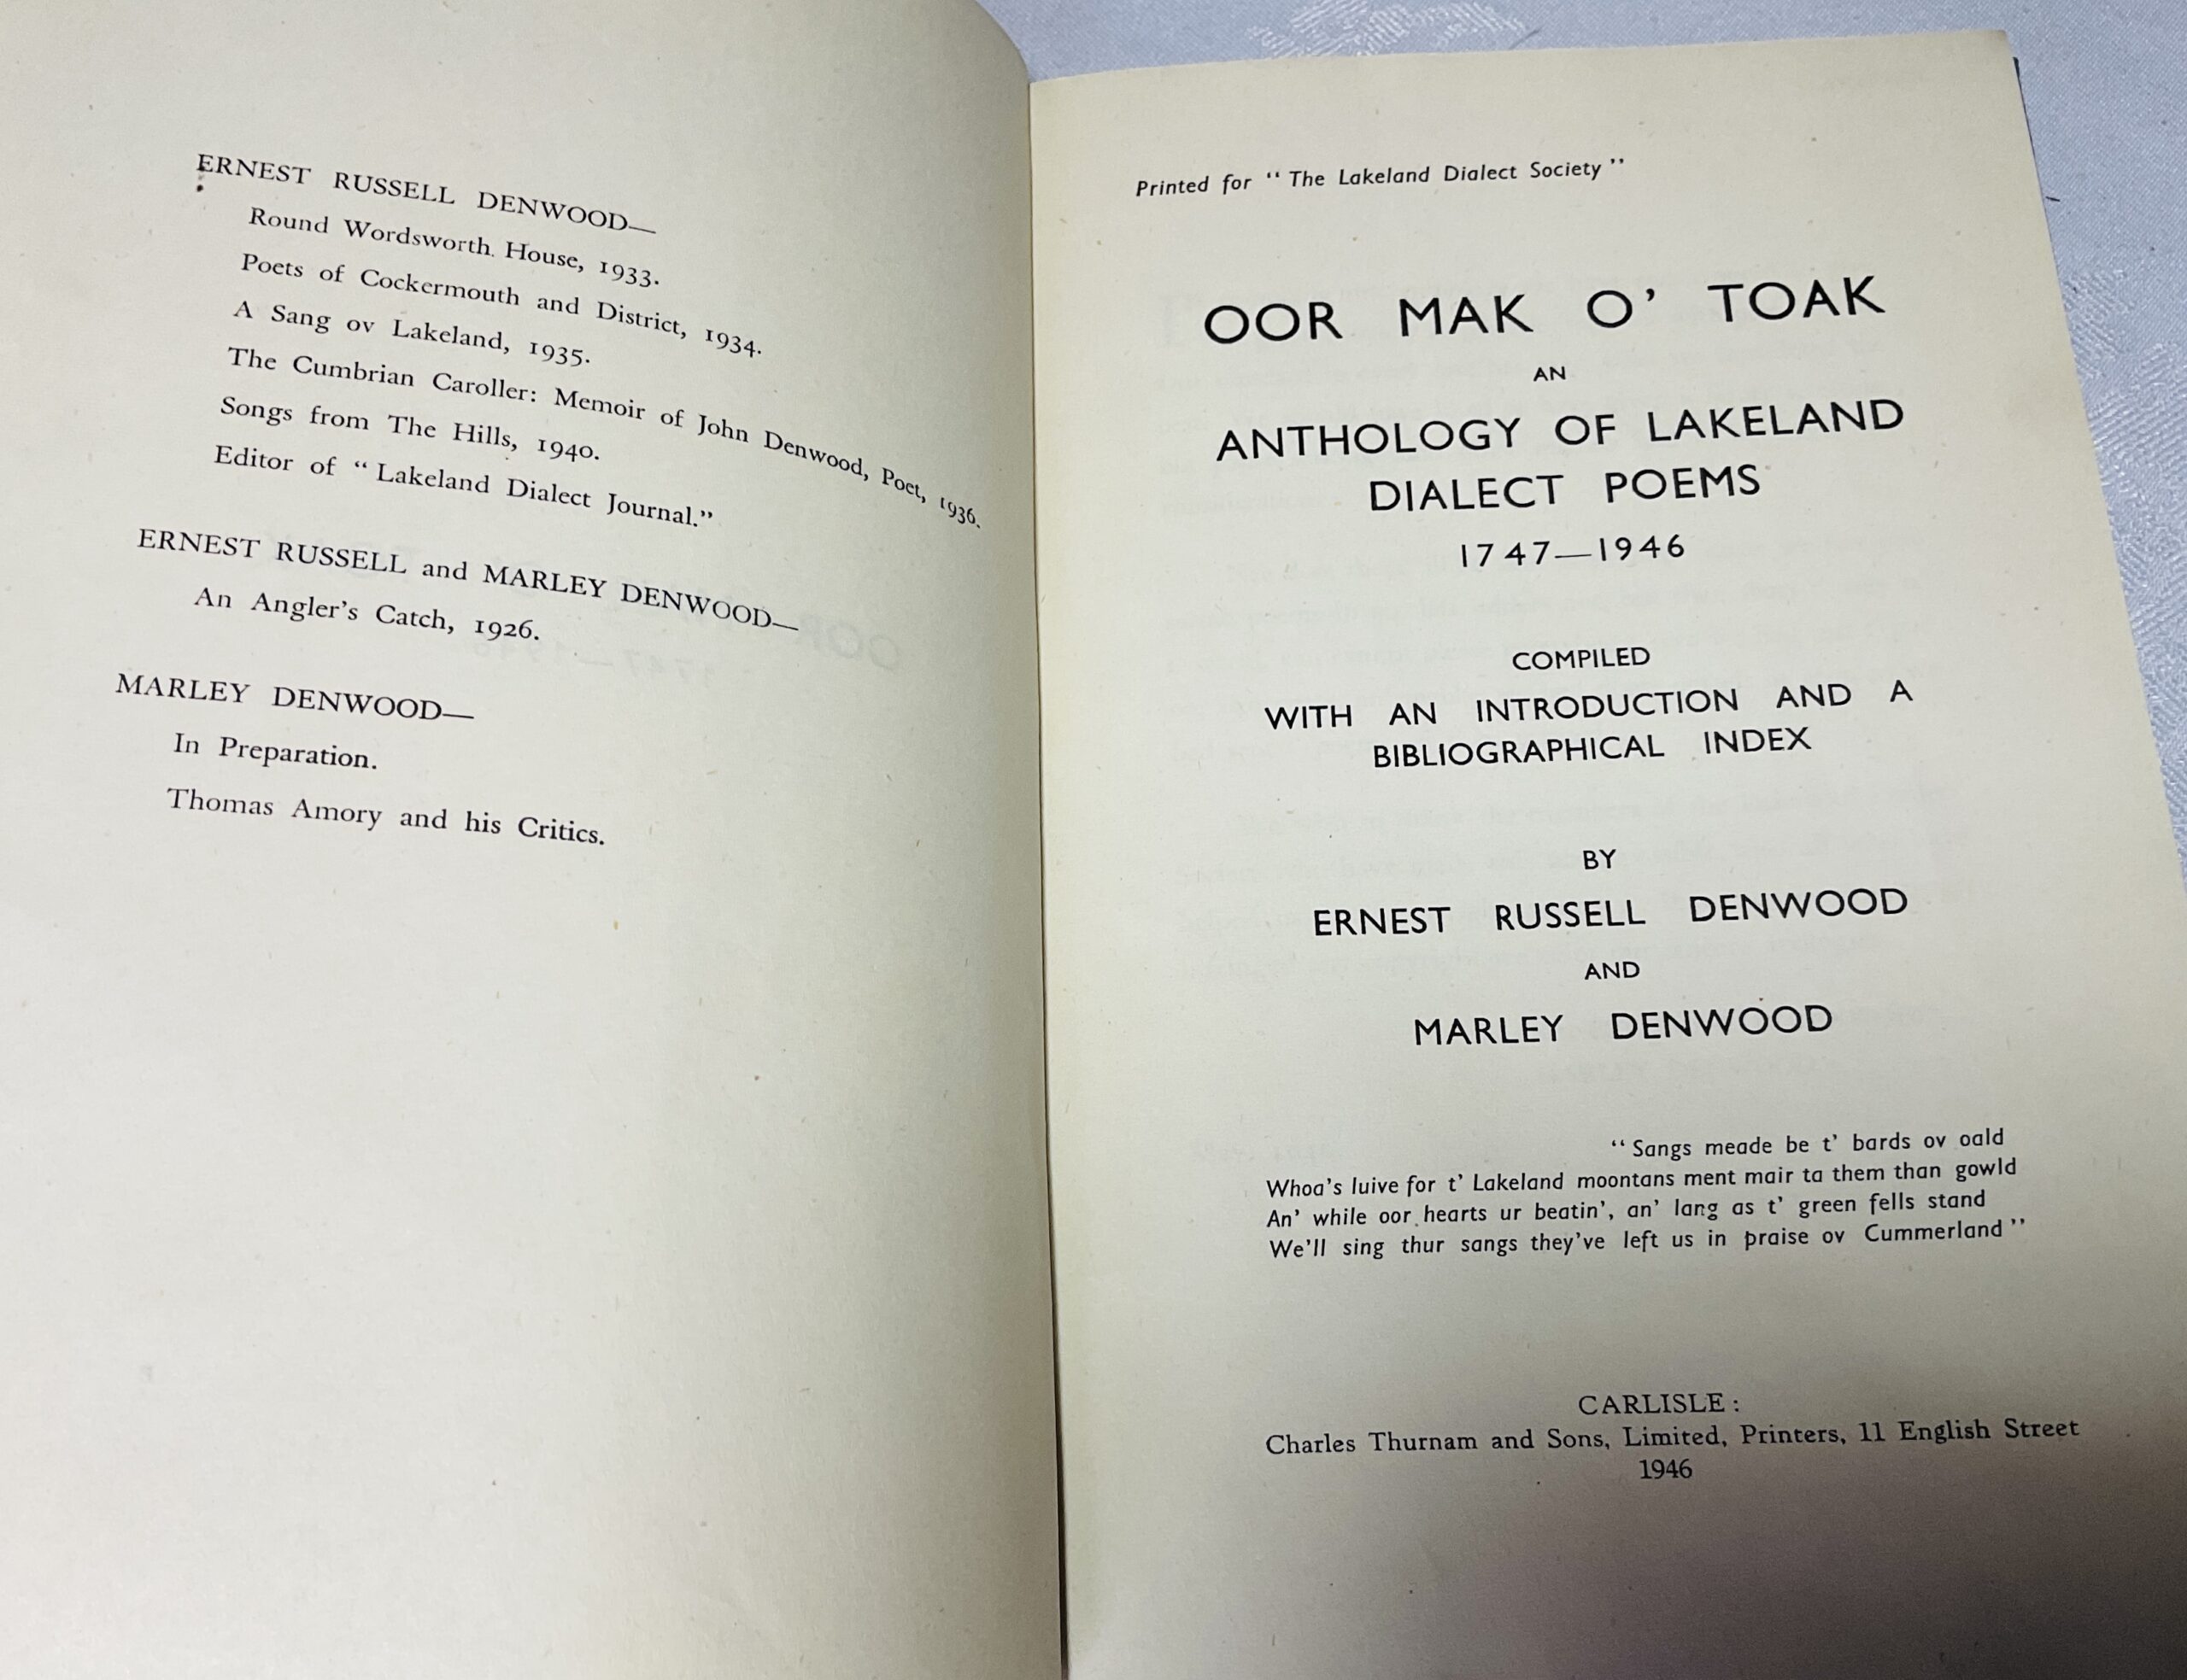 ERNEST RUSSELL DENWOOD—
Round Wordsworth House, 1933.
Poets of Cockermouth and District, 1934.
A Sang ov Lakeland, 1935.
The Cumbrian Caroller: Memoir of John Denwood, Poet, 1936.
Songs from The Hills, 1940.
Editor of “ Lakeland Dialect Journal.”
ERNEST RUSSELL and MARLEY DENWOOD—
An Angler’s Catch, 1926.
MARLEY DENWOOD—
In Preparation.
Thomas Amory and his Critics.
Printed for “ The Lakeland Dialect Society ”
OOR MAK O’ TOAK
AN
ANTHOLOGY OF LAKELAND
DIALECT POEMS
1747—1946
COMPILED
WITH AN INTRODUCTION AND A
BIBLIOGRAPHICAL INDEX
BY
ERNEST RUSSELL DENWOOD
AND
MARLEY DENWOOD
“ Sangs meade be t’ bards ov oald
Whoa’s luive for t’ Lakeland moontans ment mair ta them than gowld
An’ while oor hearts ur beatin’, an’ lang as t’ green fells stand
We’ll sing thur sangs they’ve left us in praise ov Cummerland ”
CARLISLE :
Charles Thurnam and Sons, Limited, Printers, 11 English Street
1946